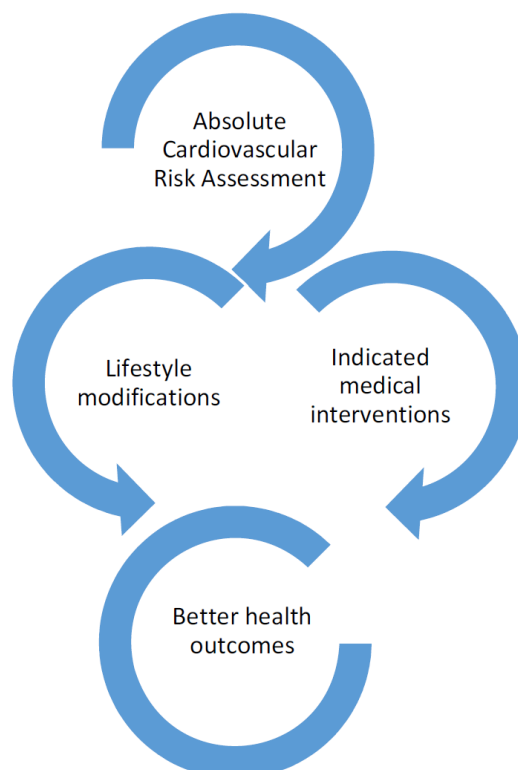 Absolute
Cardiovascular
Risk Assessment
Lifestyle
modifications
Indicated
medical
interventions
Better health
outcomes